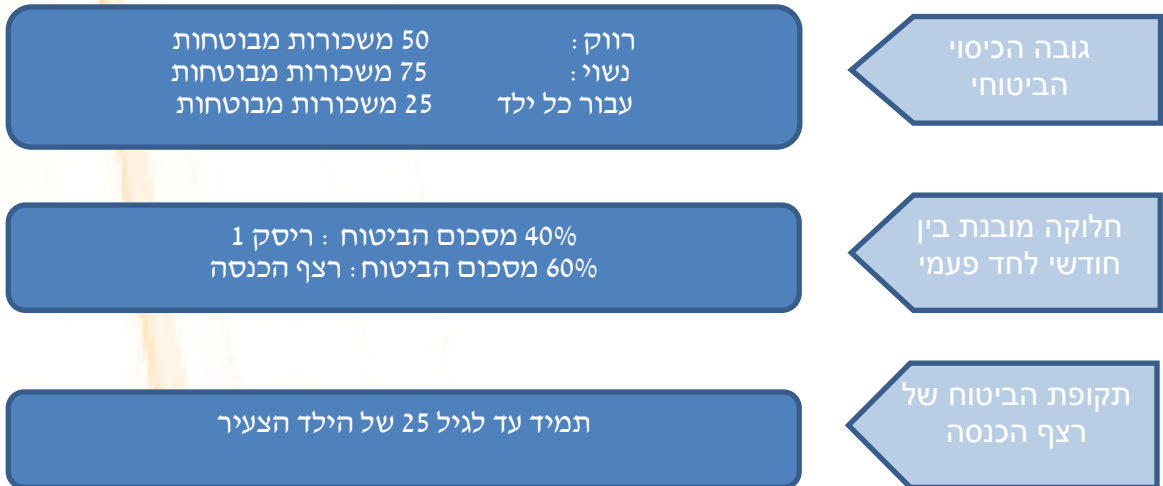 גובה הכיסוי
הביטוחי
רווק : 50 משכורות מבוטחות
נשוי : 75 משכורות מבוטחות
עבור כל ילד 25 משכורות מבוטחות
חלוקה מובנת בין
חודשי לחד פעמי
40% מסכום הביטוח : ריסק 1
60% מסכום הביטוח : רצף הכנסה
תקופת הביטוח של
רצף הכנסה
תמיד עד לגיל 25 של הילד הצעיר